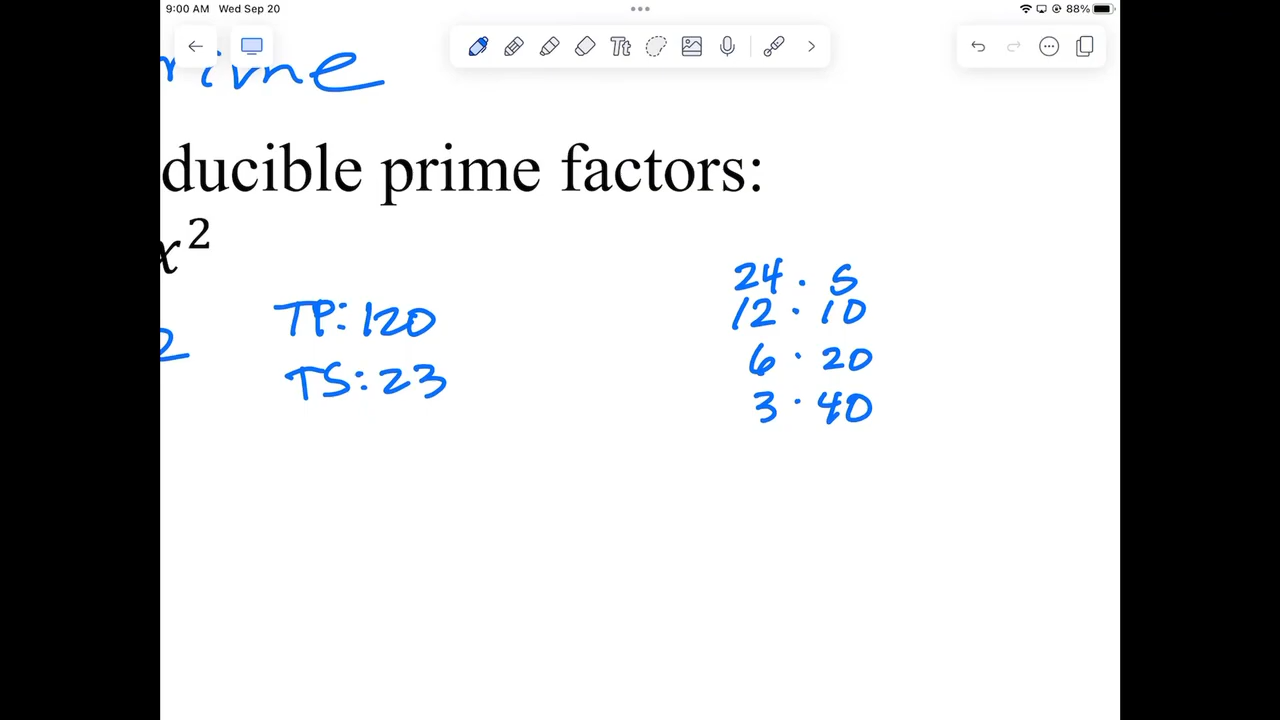 9:00 AM Wed Sep 20
88%
Tt
rime
ducible prime factors:
x²
2
TP: 120
TS: 23
24 · 5
12 · 10
6 · 20
3 · 40